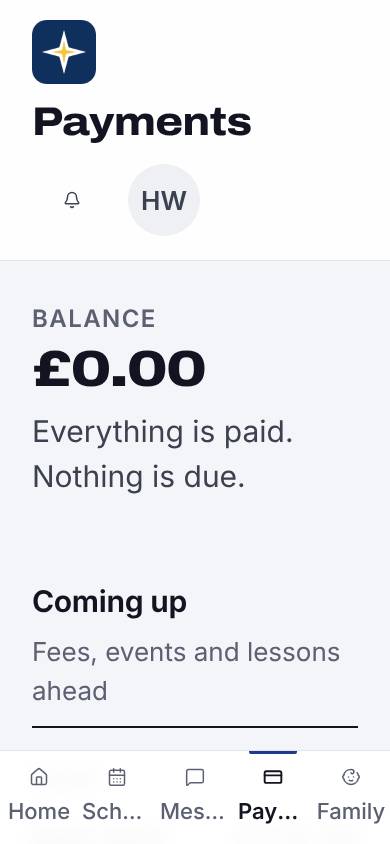 Payments
HW
BALANCE
£0.00
Everything is paid.
Nothing is due.
Coming up
Fees, events and lessons
ahead
Home Sch... Mes... Pay... Family